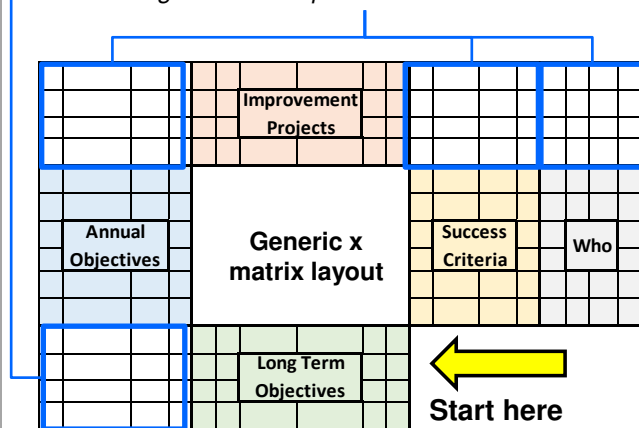 Improvement
Projects
Annual
Objectives
Generic x
matrix layout
Success
Criteria
Who
Long Term
Objectives
Start here